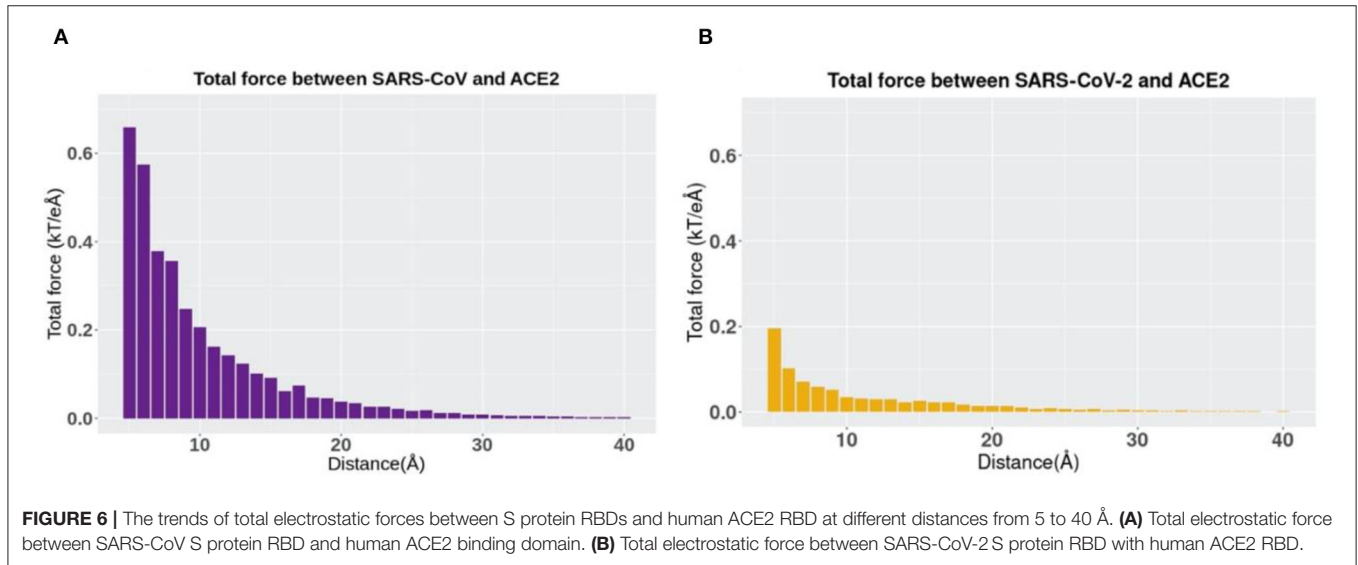 A
Total force between SARS-CoV and ACE2
Total force (kT/eÅ)
0.6
0.4
0.2
0.0
10 20 30 40
Distance(Å)
B
Total force between SARS-CoV-2 and ACE2
Total force (kT/eÅ)
0.6
0.4
0.2
0.0
10 20 30 40
Distance(Å)
FIGURE 6 | The trends of total electrostatic forces between S protein RBDs and human ACE2 RBD at different distances from 5 to 40 Å. (A) Total electrostatic force
between SARS-CoV S protein RBD and human ACE2 binding domain. (B) Total electrostatic force between SARS-CoV-2 S protein RBD with human ACE2 RBD.